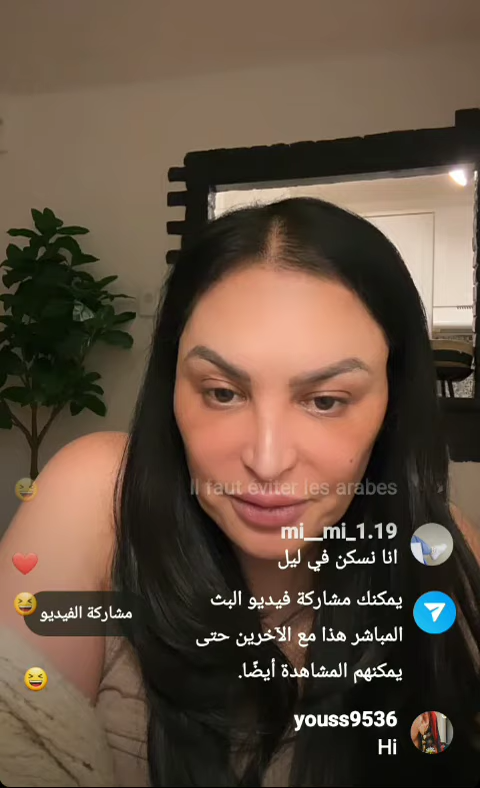 Il faut éviter les arabes
mi__mi_1.19
انا نسكن في ليل
يمكنك مشاركة فيديو البث
المباشر هذا مع الآخرين حتى
يمكنهم المشاهدة أيضًا.
مشاركة الفيديو
youss9536
Hi